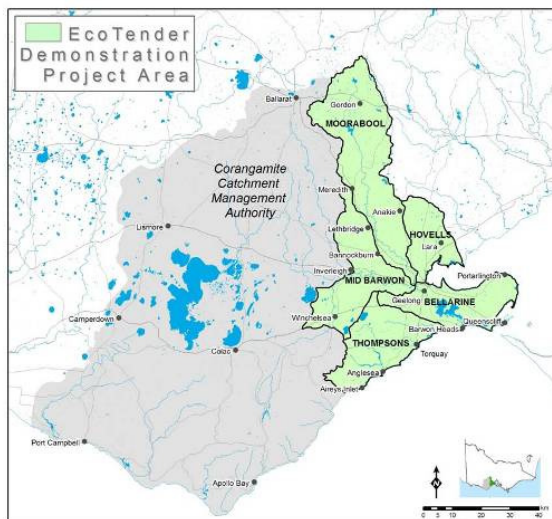 EcoTender
Demonstration
Project Area
Ballarat
Gordon
MOORABOOL
Corangamite
Catchment
Management
Authority
Meredith
Anakie
Lismore
Lethbridge
HOVELLS
Lara
Bannockburn
Inverleigh
MID BARWON
Portarlington
Geelong
BELLARINE
Camperdown
Winchelsea
Queenscliff
Barwon Heads
THOMPSONS
Colac
Torquay
Anglesea
Aireys Inlet
Port Campbell
Apollo Bay
N
0 5 10 20 30 40
km